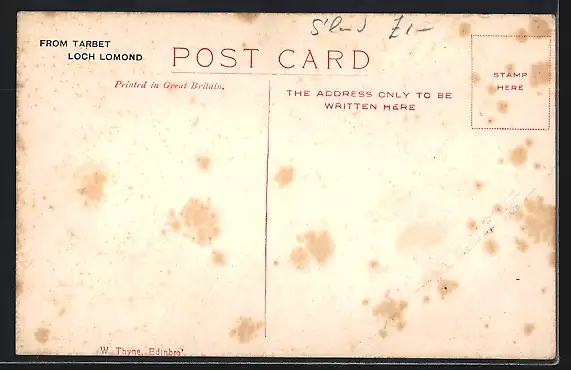 S'land £1-
FROM TARBET
LOCH LOMOND
POST CARD
Printed in Great Britain.
THE ADDRESS ONLY TO BE
WRITTEN HERE
STAMP
HERE
W. Thyne, Edinbro'